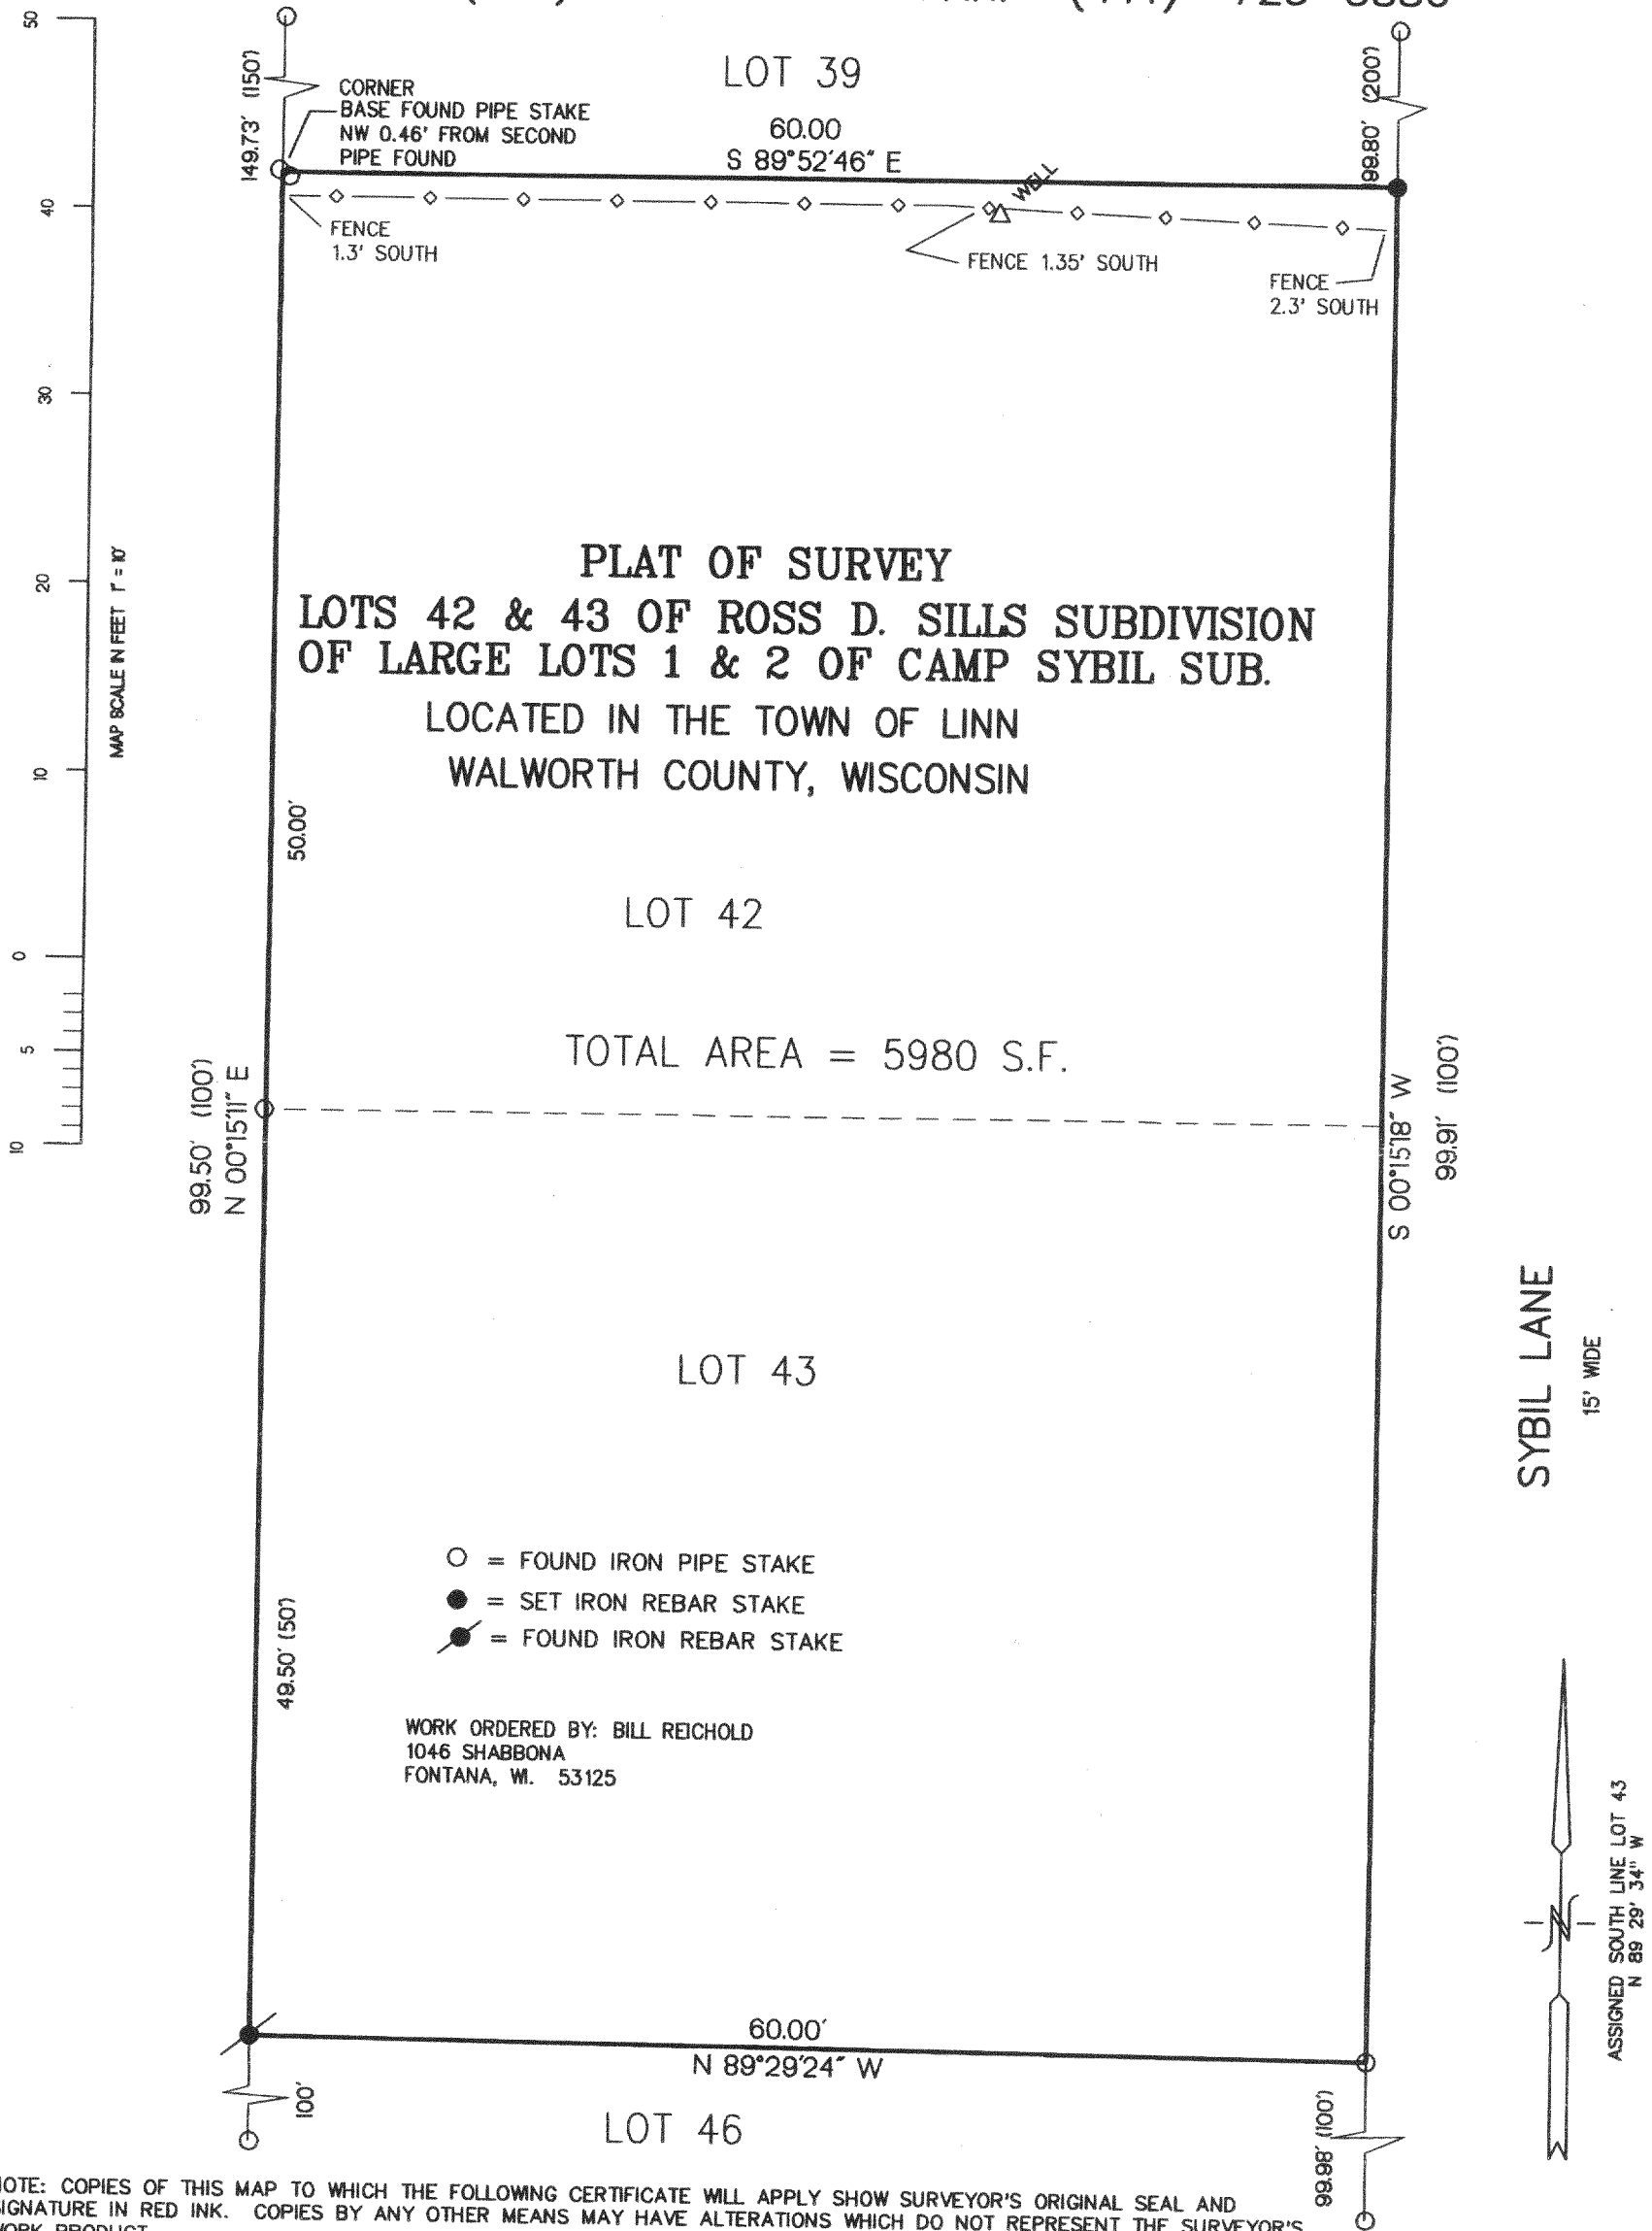 LOT 39
(150')
149.73'
(200')
199.80'
CORNER
BASE FOUND PIPE STAKE
NW 0.46' FROM SECOND
PIPE FOUND
60.00
S 89°52'46" E
WELL
FENCE
1.3' SOUTH
FENCE 1.35' SOUTH
FENCE
2.3' SOUTH
50
40
30
20
10
0
5
10
MAP SCALE IN FEET 1" = 10'
PLAT OF SURVEY
LOTS 42 & 43 OF ROSS D. SILLS SUBDIVISION
OF LARGE LOTS 1 & 2 OF CAMP SYBIL SUB.
LOCATED IN THE TOWN OF LINN
WALWORTH COUNTY, WISCONSIN
50.00'
LOT 42
TOTAL AREA = 5980 S.F.
99.50' (100')
N 00°15'11" E
S 00°15'18" W
99.91' (100')
SYBIL LANE
15' WIDE
LOT 43
49.50' (50')
= FOUND IRON PIPE STAKE
= SET IRON REBAR STAKE
= FOUND IRON REBAR STAKE
WORK ORDERED BY: BILL REICHOLD
1046 SHABBONA
FONTANA, WI. 53125
N
ASSIGNED SOUTH LINE LOT 43
N 89 29' 34" W
60.00'
N 89°29'24" W
100'
LOT 46
99.98' (100')
NOTE: COPIES OF THIS MAP TO WHICH THE FOLLOWING CERTIFICATE WILL APPLY SHOW SURVEYOR'S ORIGINAL SEAL AND
SIGNATURE IN RED INK. COPIES BY ANY OTHER MEANS MAY HAVE ALTERATIONS WHICH DO NOT REPRESENT THE SURVEYOR'S
WORK PRODUCT